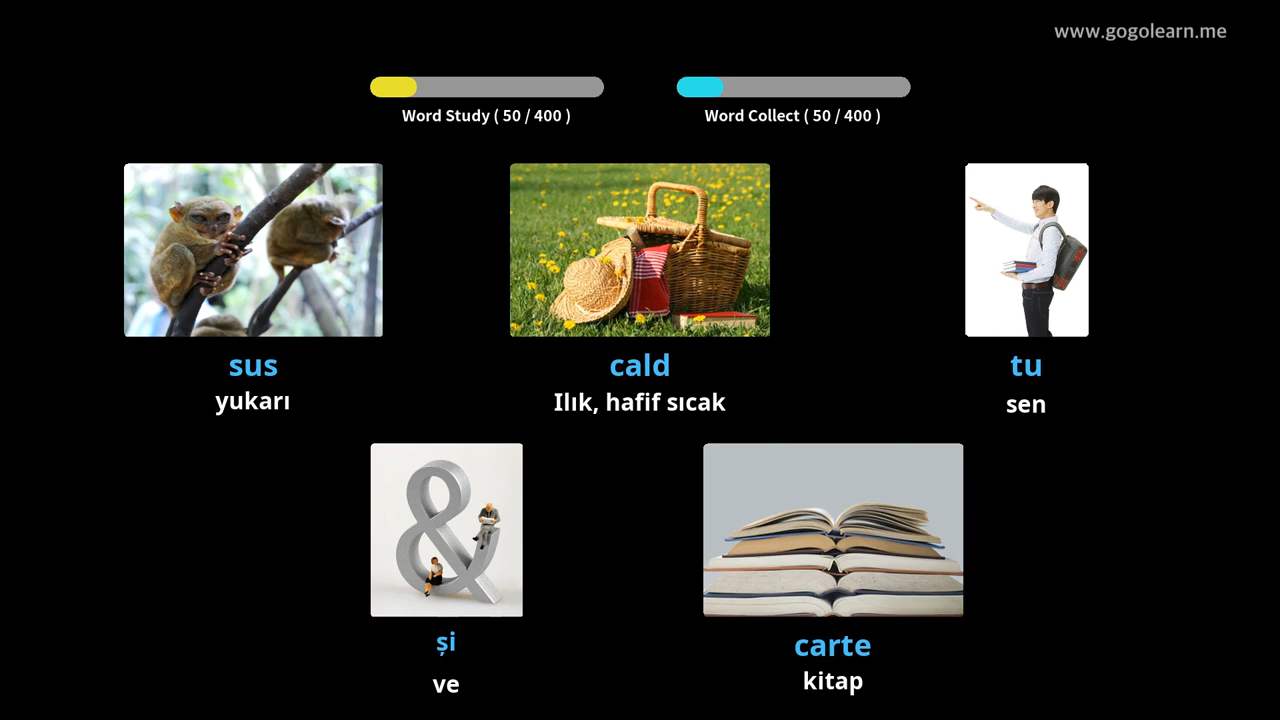 www.gogolearn.me
Word Study ( 50 / 400 )
Word Collect ( 50 / 400 )
sus
yukarı
cald
Ilık, hafif sıcak
tu
sen
și
ve
carte
kitap